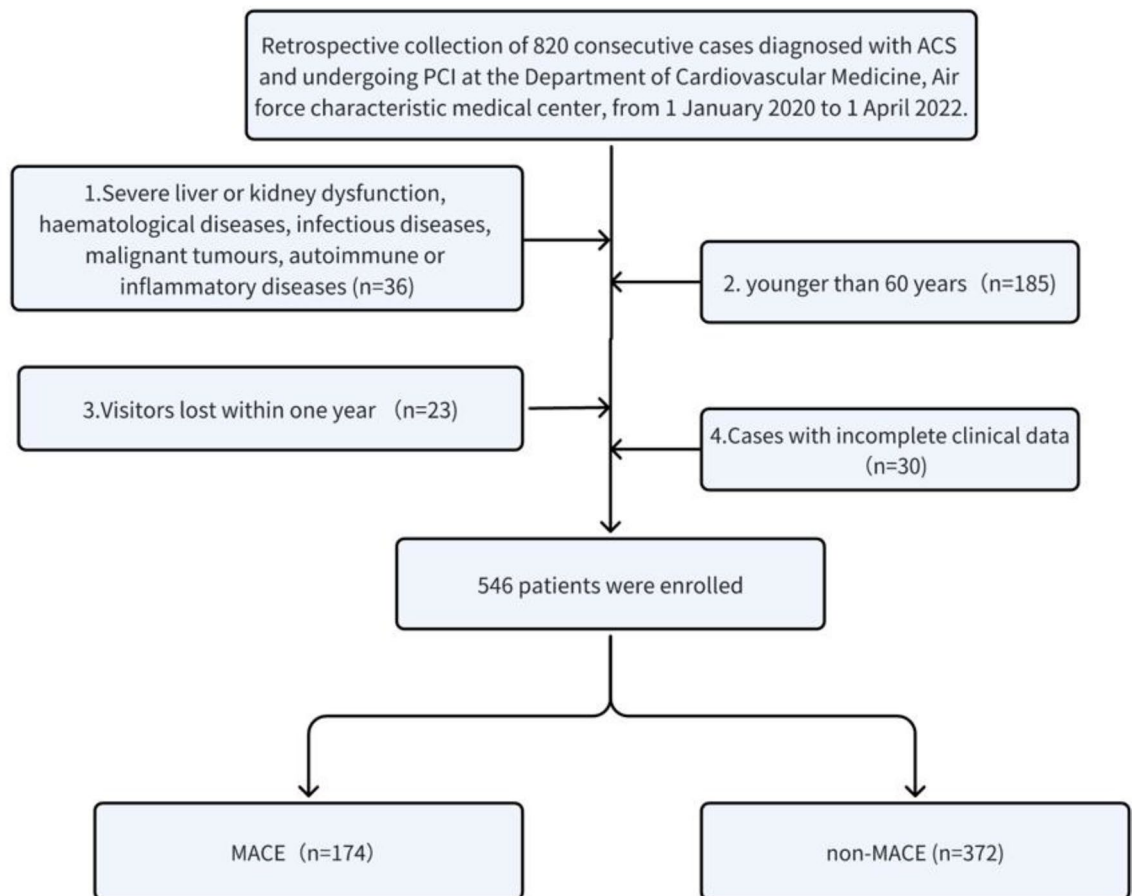 Retrospective collection of 820 consecutive cases diagnosed with ACS
and undergoing PCI at the Department of Cardiovascular Medicine, Air
force characteristic medical center, from 1 January 2020 to 1 April 2022.
1.Severe liver or kidney dysfunction,
haematological diseases, infectious diseases,
malignant tumours, autoimmune or
inflammatory diseases (n=36)
2. younger than 60 years（n=185)
3.Visitors lost within one year （n=23)
4.Cases with incomplete clinical data
（n=30)
546 patients were enrolled
MACE（n=174）
non-MACE (n=372)